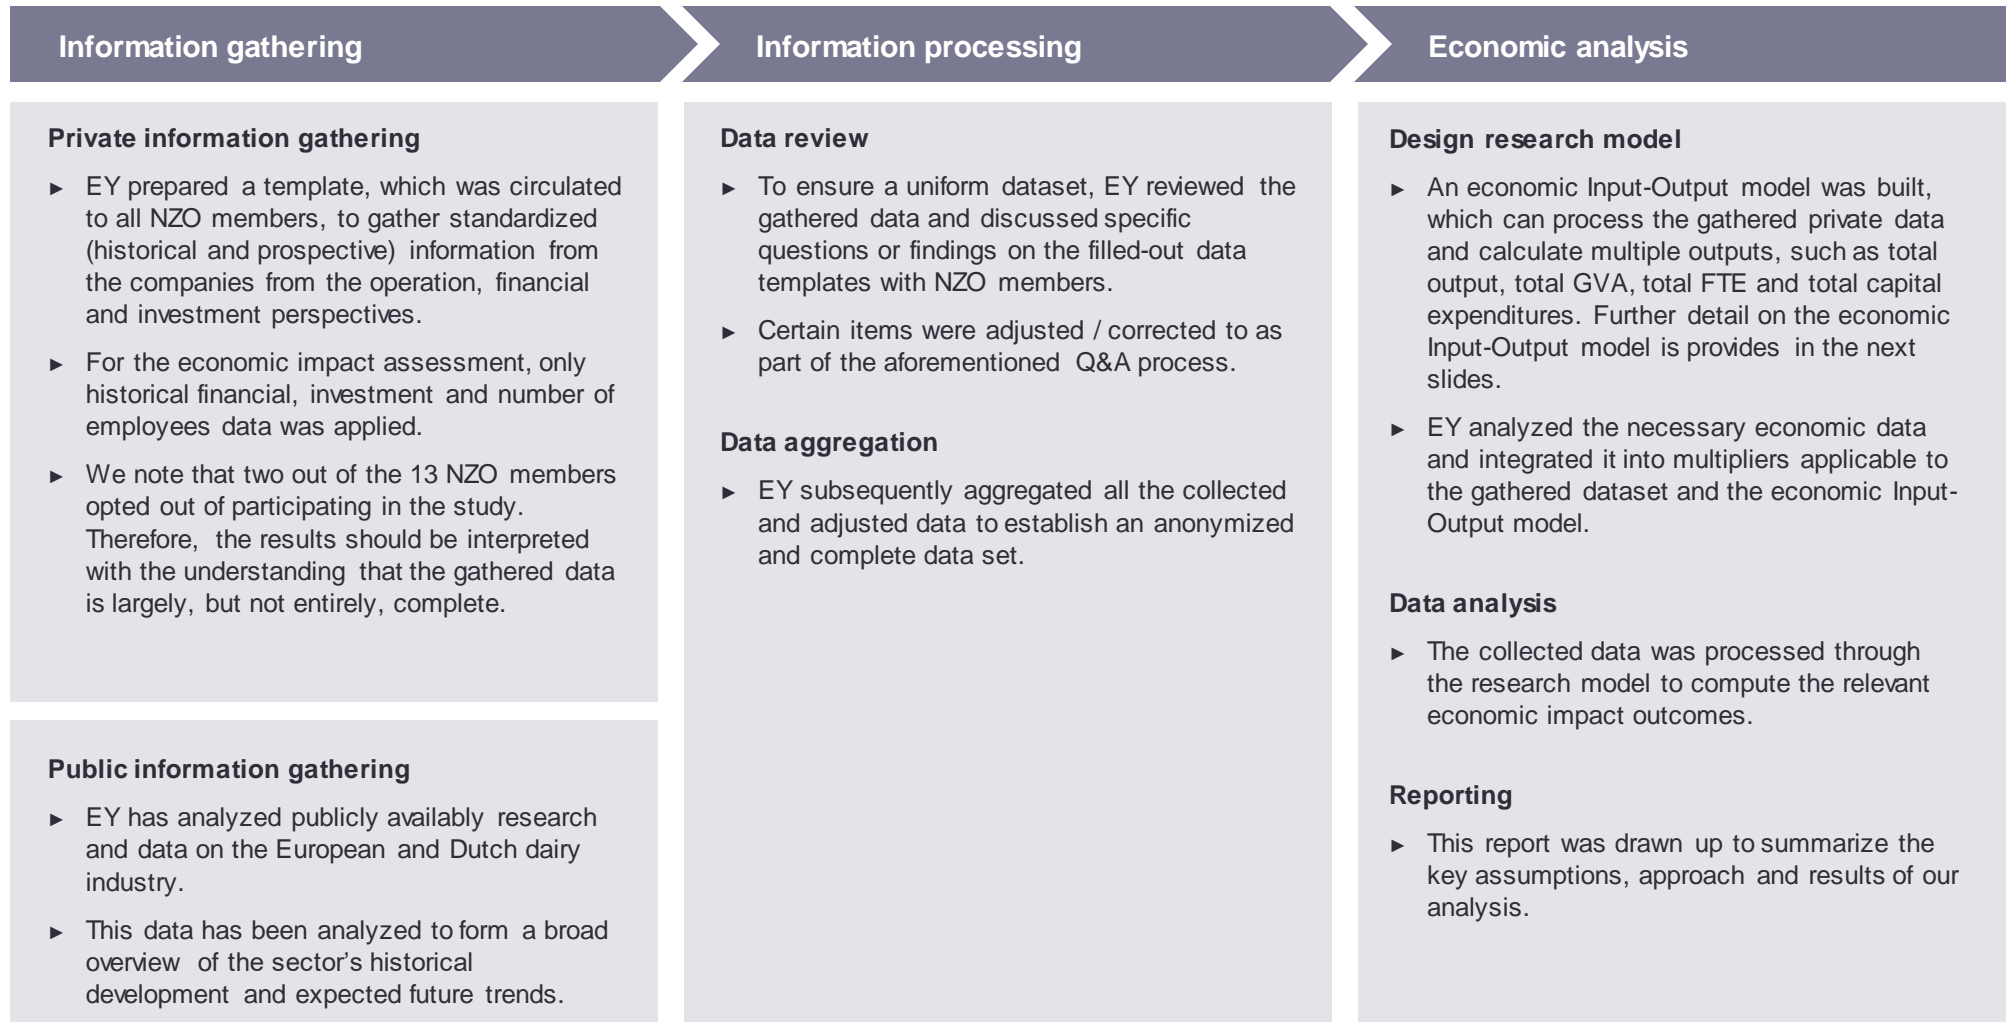 Information gathering
Information processing
Economic analysis
Private information gathering
► EY prepared a template, which was circulated
to all NZO members, to gather standardized
(historical and prospective) information from
the companies from the operation, financial
and investment perspectives.
► For the economic impact assessment, only
historical financial, investment and number of
employees data was applied.
► We note that two out of the 13 NZO members
opted out of participating in the study.
Therefore, the results should be interpreted
with the understanding that the gathered data
is largely, but not entirely, complete.
Public information gathering
► EY has analyzed publicly availably research
and data on the European and Dutch dairy
industry.
► This data has been analyzed to form a broad
overview of the sector's historical
development and expected future trends.
Data review
► To ensure a uniform dataset, EY reviewed the
gathered data and discussed specific
questions or findings on the filled-out data
templates with NZO members.
► Certain items were adjusted / corrected to as
part of the aforementioned Q&A process.
Data aggregation
► EY subsequently aggregated all the collected
and adjusted data to establish an anonymized
and complete data set.
Design research model
► An economic Input-Output model was built,
which can process the gathered private data
and calculate multiple outputs, such as total
output, total GVA, total FTE and total capital
expenditures. Further detail on the economic
Input-Output model is provides in the next
slides.
► EY analyzed the necessary economic data
and integrated it into multipliers applicable to
the gathered dataset and the economic Input-
Output model.
Data analysis
► The collected data was processed through
the research model to compute the relevant
economic impact outcomes.
Reporting
► This report was drawn up to summarize the
key assumptions, approach and results of our
analysis.